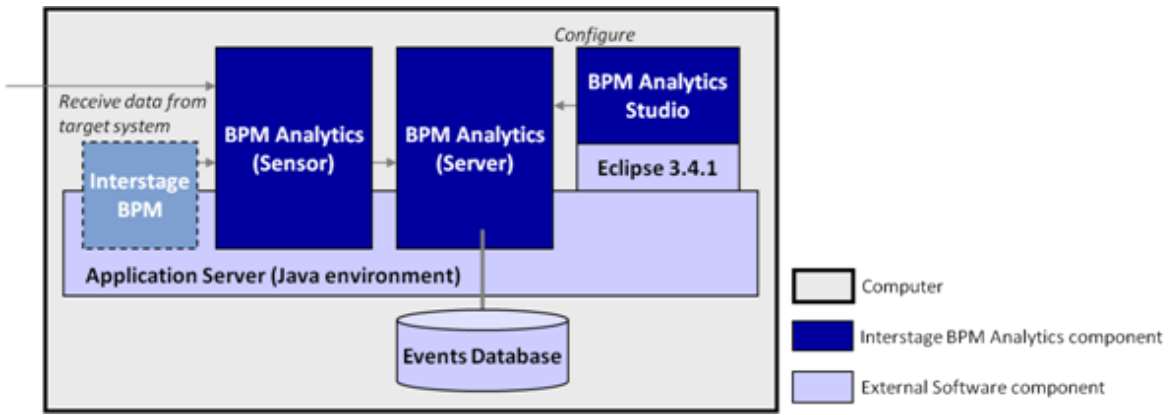 Configure
BPM Analytics
Studio
Receive data from
target system
BPM Analytics
(Sensor)
BPM Analytics
(Server)
Eclipse 3.4.1
Interstage
BPM
Application Server (Java environment)
Events Database
Computer
Interstage BPM Analytics component
External Software component